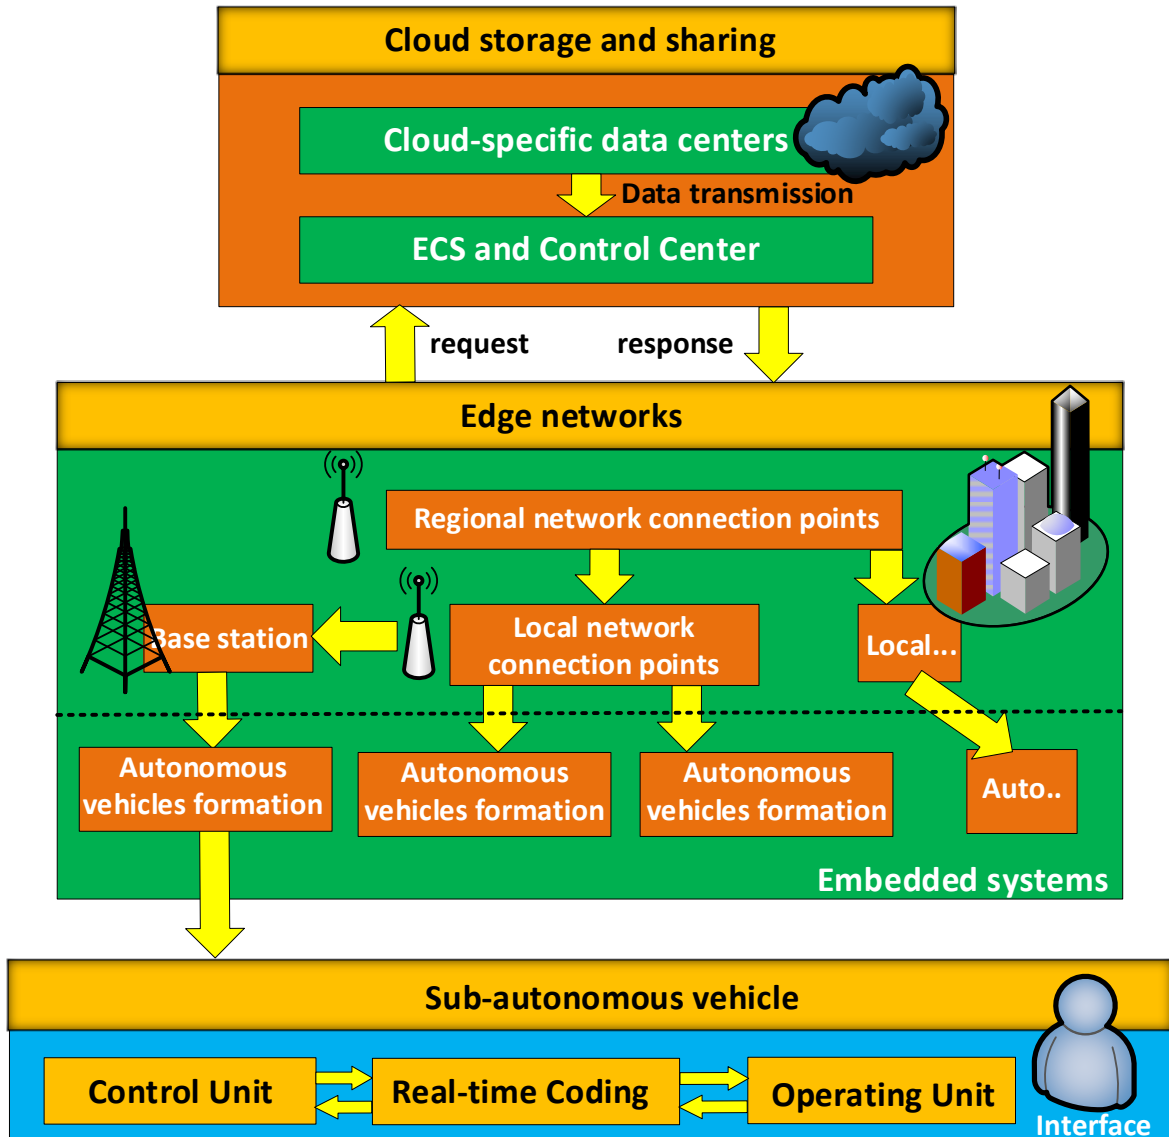 Cloud storage and sharing
Cloud-specific data centers
Data transmission
ECS and Control Center
request
response
Edge networks
Regional network connection points
Base station
Local network
connection points
Local...
Autonomous
vehicles formation
Autonomous
vehicles formation
Autonomous
vehicles formation
Auto..
Embedded systems
Sub-autonomous vehicle
Control Unit
Real-time Coding
Operating Unit
Interface